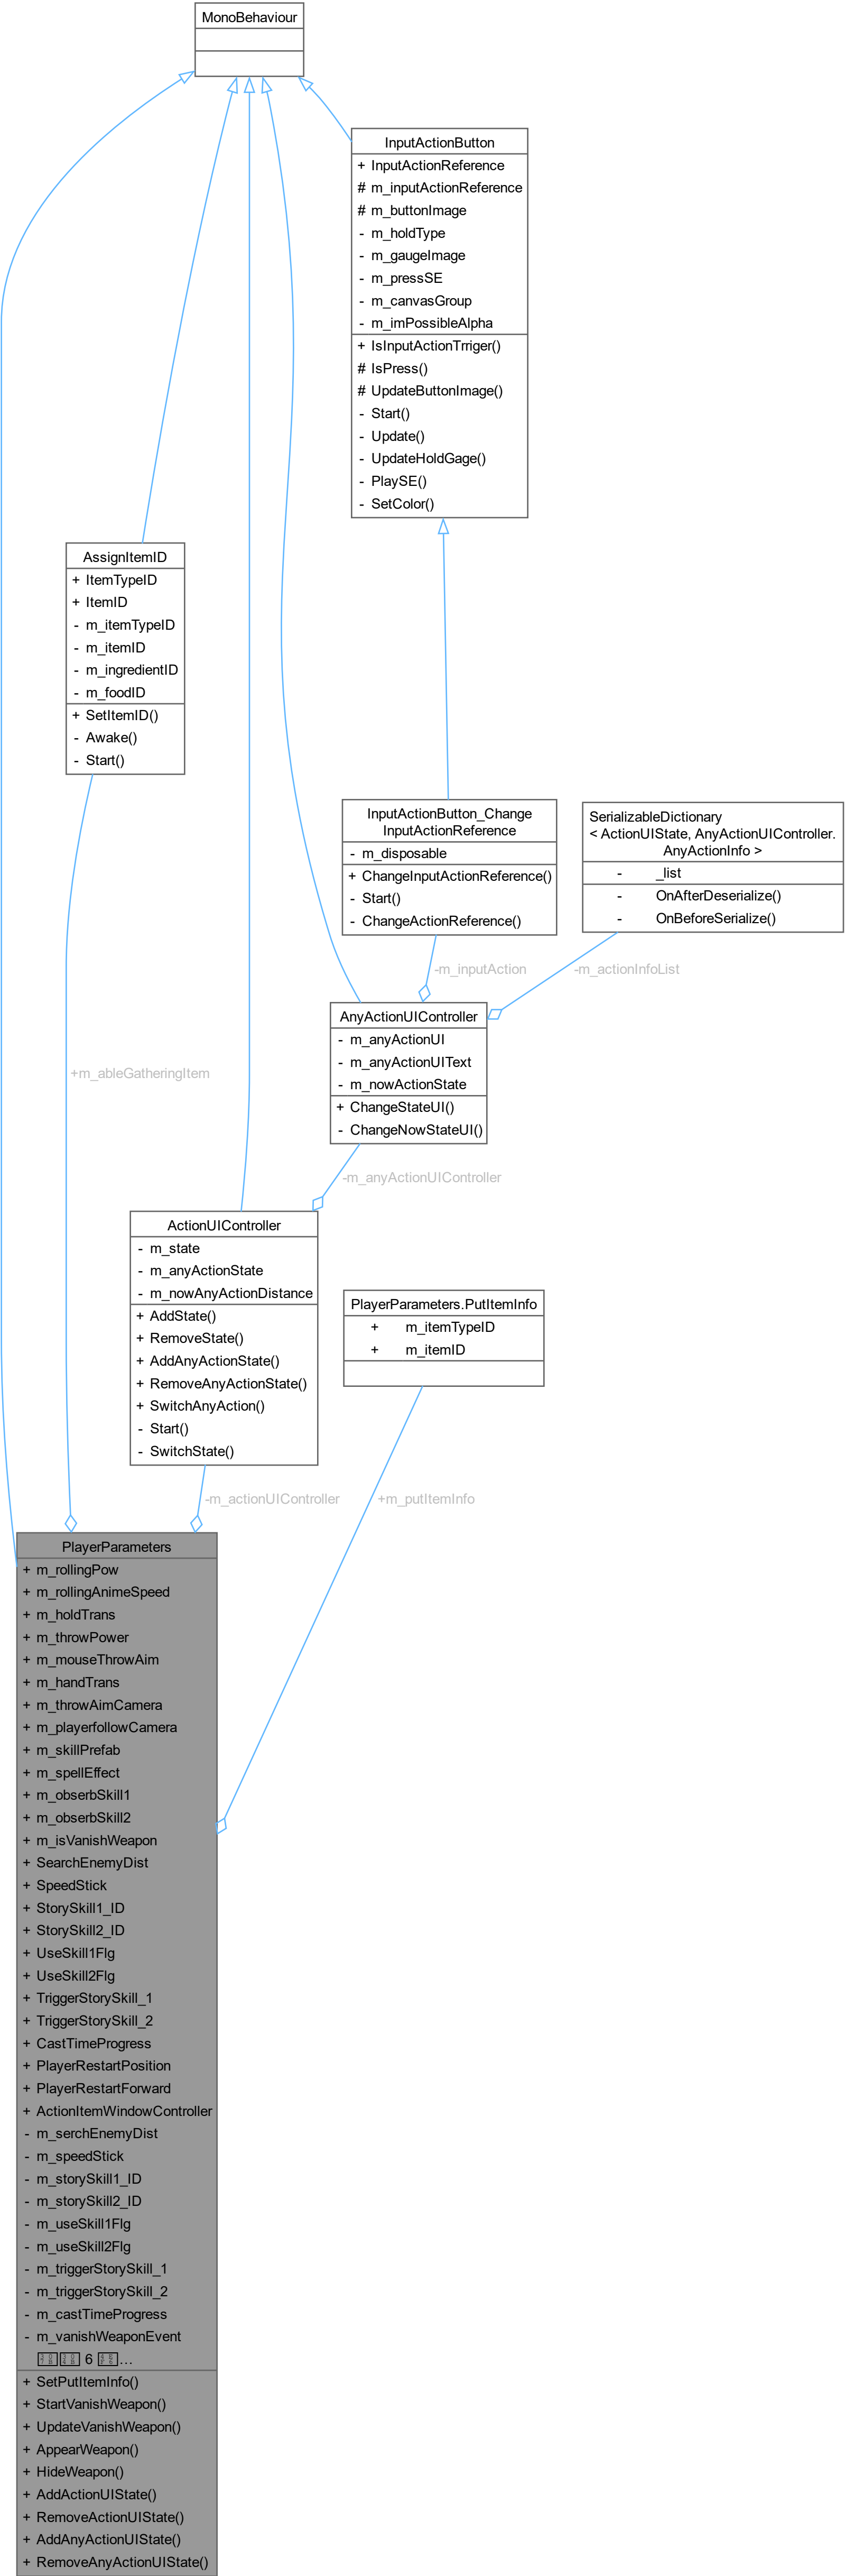 MonoBehaviour
InputActionButton
+ InputActionReference
# m_inputActionReference
# m_buttonImage
- m_holdType
- m_gaugeImage
- m_pressSE
- m_canvasGroup
- m_imPossibleAlpha
+ IsInputActionTrriger()
# IsPress()
# UpdateButtonImage()
- Start()
- Update()
- UpdateHoldGage()
- PlaySE()
- SetColor()
AssignItemID
+ ItemTypeID
+ ItemID
- m_itemTypeID
- m_itemID
- m_ingredientID
- m_foodID
+ SetItemID()
- Awake()
- Start()
InputActionButton_Change
InputActionReference
- m_disposable
+ ChangeInputActionReference()
- Start()
- ChangeActionReference()
SerializableDictionary
< ActionUIState, AnyActionUIController.
AnyActionInfo >
- _list
- OnAfterDeserialize()
- OnBeforeSerialize()
-m_inputAction
-m_actionInfoList
AnyActionUIController
- m_anyActionUI
- m_anyActionUIText
- m_nowActionState
+ ChangeStateUI()
- ChangeNowStateUI()
+m_ableGatheringItem
-m_anyActionUIController
ActionUIController
- m_state
- m_anyActionState
- m_nowAnyActionDistance
+ AddState()
+ RemoveState()
+ AddAnyActionState()
+ RemoveAnyActionState()
+ SwitchAnyAction()
- Start()
- SwitchState()
PlayerParameters.PutItemInfo
+ m_itemTypeID
+ m_itemID
-m_actionUIController
+m_putItemInfo
PlayerParameters
+ m_rollingPow
+ m_rollingAnimeSpeed
+ m_holdTrans
+ m_throwPower
+ m_mouseThrowAim
+ m_handTrans
+ m_throwAimCamera
+ m_playerfollowCamera
+ m_skillPrefab
+ m_spellEffect
+ m_obserbSkill1
+ m_obserbSkill2
+ m_isVanishWeapon
+ SearchEnemyDist
+ SpeedStick
+ StorySkill1_ID
+ StorySkill2_ID
+ UseSkill1Flg
+ UseSkill2Flg
+ TriggerStorySkill_1
+ TriggerStorySkill_2
+ CastTimeProgress
+ PlayerRestartPosition
+ PlayerRestartForward
+ ActionItemWindowController
- m_serchEnemyDist
- m_speedStick
- m_storySkill1_ID
- m_storySkill2_ID
- m_useSkill1Flg
- m_useSkill2Flg
- m_triggerStorySkill_1
- m_triggerStorySkill_2
- m_castTimeProgress
- m_vanishWeaponEvent
6 ...
+ SetPutItemInfo()
+ StartVanishWeapon()
+ UpdateVanishWeapon()
+ AppearWeapon()
+ HideWeapon()
+ AddActionUIState()
+ RemoveActionUIState()
+ AddAnyActionUIState()
+ RemoveAnyActionUIState()